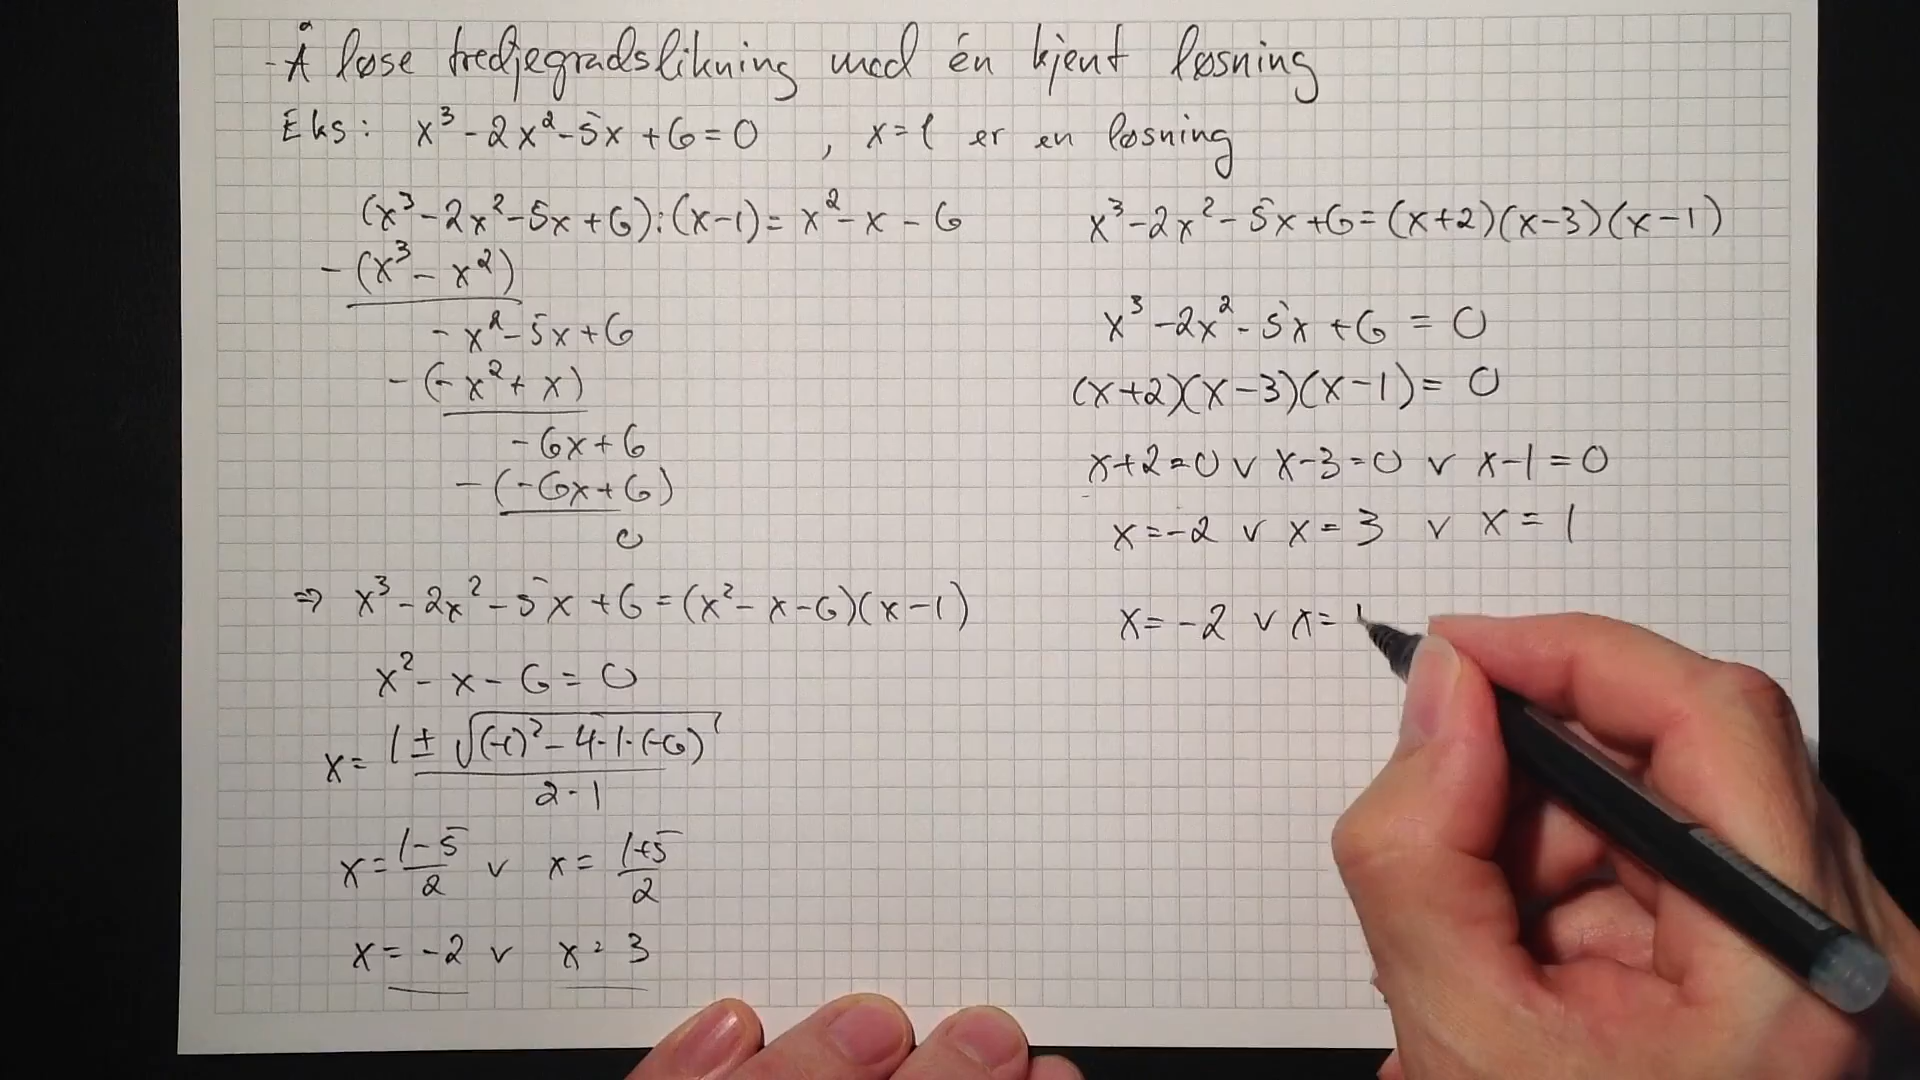 - Å løse tredjegradslikning med én kjent løsning
Eks: x³ - 2x² - 5x + 6 = 0 , x = 1 er en løsning
(x³ - 2x² - 5x + 6) : (x - 1) = x² - x - 6
- (x³ - x²)
- x² - 5x + 6
- (- x² + x)
- 6x + 6
- (- 6x + 6)
0
⇒ x³ - 2x² - 5x + 6 = (x² - x - 6)(x - 1)
x² - x - 6 = 0
x = (1 ± √((-1)² - 4·1·(-6))) / (2·1)
x = (1 - 5)/2 ∨ x = (1 + 5)/2
x = -2 ∨ x = 3
x³ - 2x² - 5x + 6 = (x + 2)(x - 3)(x - 1)
x³ - 2x² - 5x + 6 = 0
(x + 2)(x - 3)(x - 1) = 0
x + 2 = 0 ∨ x - 3 = 0 ∨ x - 1 = 0
x = -2 ∨ x = 3 ∨ x = 1
x = -2 ∨ x =